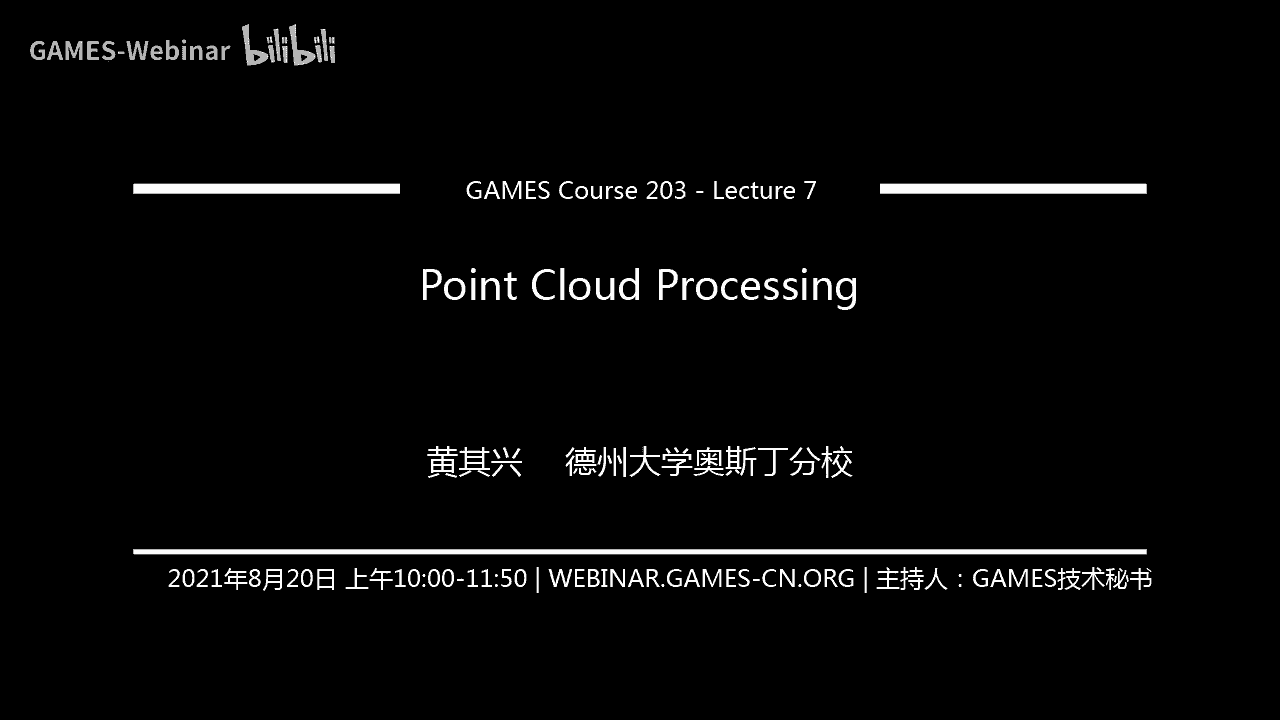 GAMES-Webinar bilibili
GAMES Course 203 - Lecture 7
Point Cloud Processing
黄其兴 德州大学奥斯丁分校
2021年8月20日 上午10:00-11:50 | WEBINAR.GAMES-CN.ORG | 主持人：GAMES技术秘书